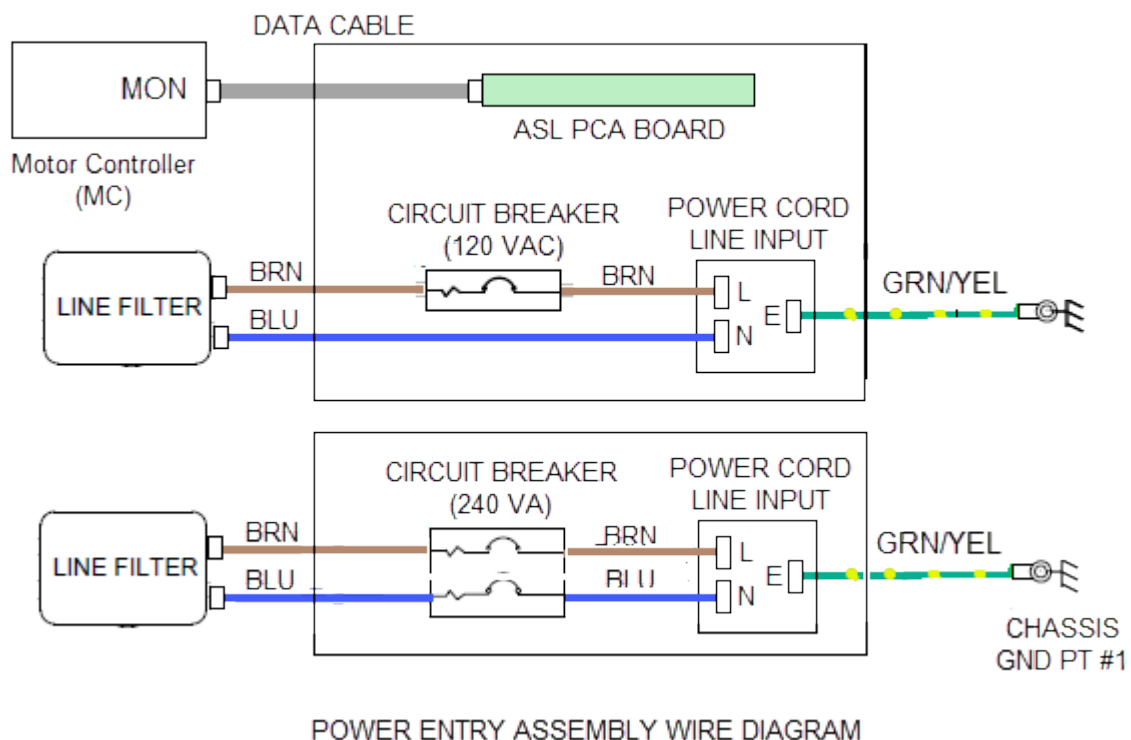 DATA CABLE
MON
ASL PCA BOARD
Motor Controller
(MC)
CIRCUIT BREAKER
(120 VAC)
POWER CORD
LINE INPUT
LINE FILTER
BRN
BRN
L
BLU
N
E
GRN/YEL
CIRCUIT BREAKER
(240 VA)
POWER CORD
LINE INPUT
LINE FILTER
BRN
BRN
L
BLU
BLU
N
E
GRN/YEL
CHASSIS
GND PT #1
POWER ENTRY ASSEMBLY WIRE DIAGRAM